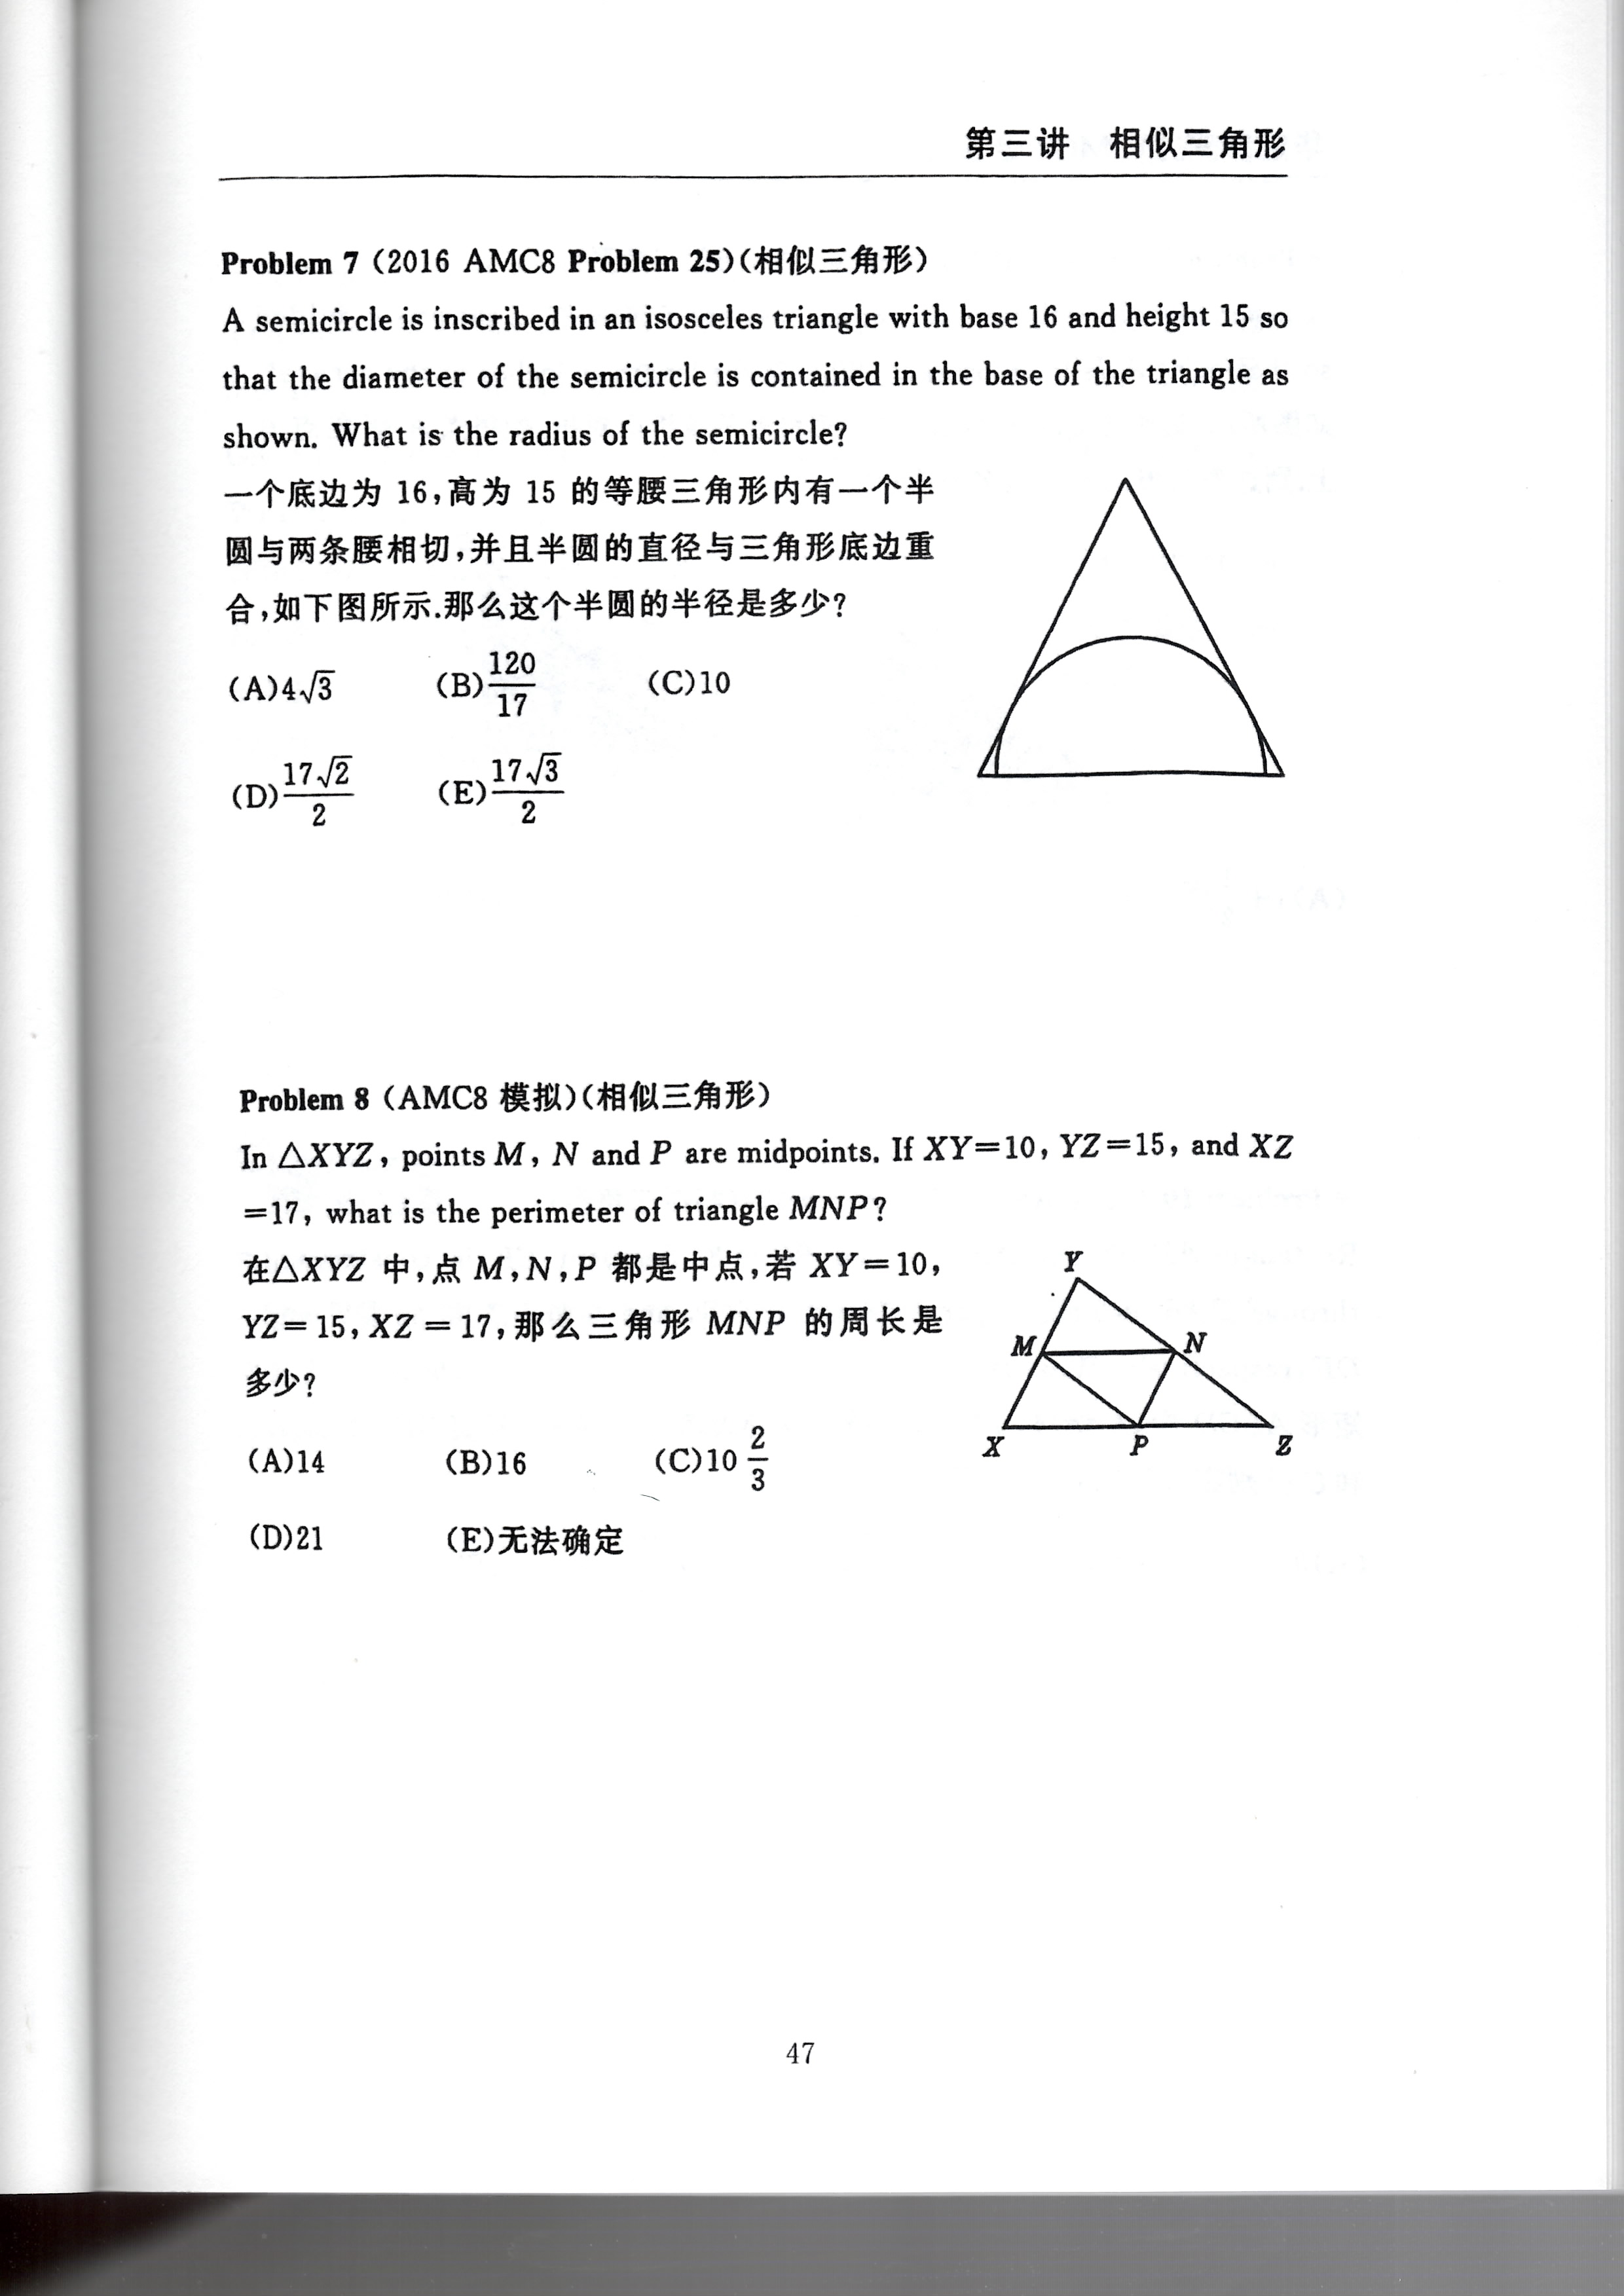 第三讲 相似三角形
Problem 7 (2016 AMC8 Problem 25)(相似三角形)
A semicircle is inscribed in an isosceles triangle with base 16 and height 15 so
that the diameter of the semicircle is contained in the base of the triangle as
shown. What is the radius of the semicircle?
一个底边为 16,高为 15 的等腰三角形内有一个半
圆与两条腰相切,并且半圆的直径与三角形底边重
合,如下图所示.那么这个半圆的半径是多少?
(A)4√3 (B)120/17 (C)10
(D)17√2/2 (E)17√3/2
Problem 8 (AMC8 模拟)(相似三角形)
In △XYZ, points M, N and P are midpoints. If XY=10, YZ=15, and XZ
=17, what is the perimeter of triangle MNP?
在△XYZ 中,点 M,N,P 都是中点,若 XY=10,
YZ=15,XZ=17,那么三角形 MNP 的周长是
多少?
(A)14 (B)16 (C)10 2/3
(D)21 (E)无法确定
Y
M N
X P Z
47